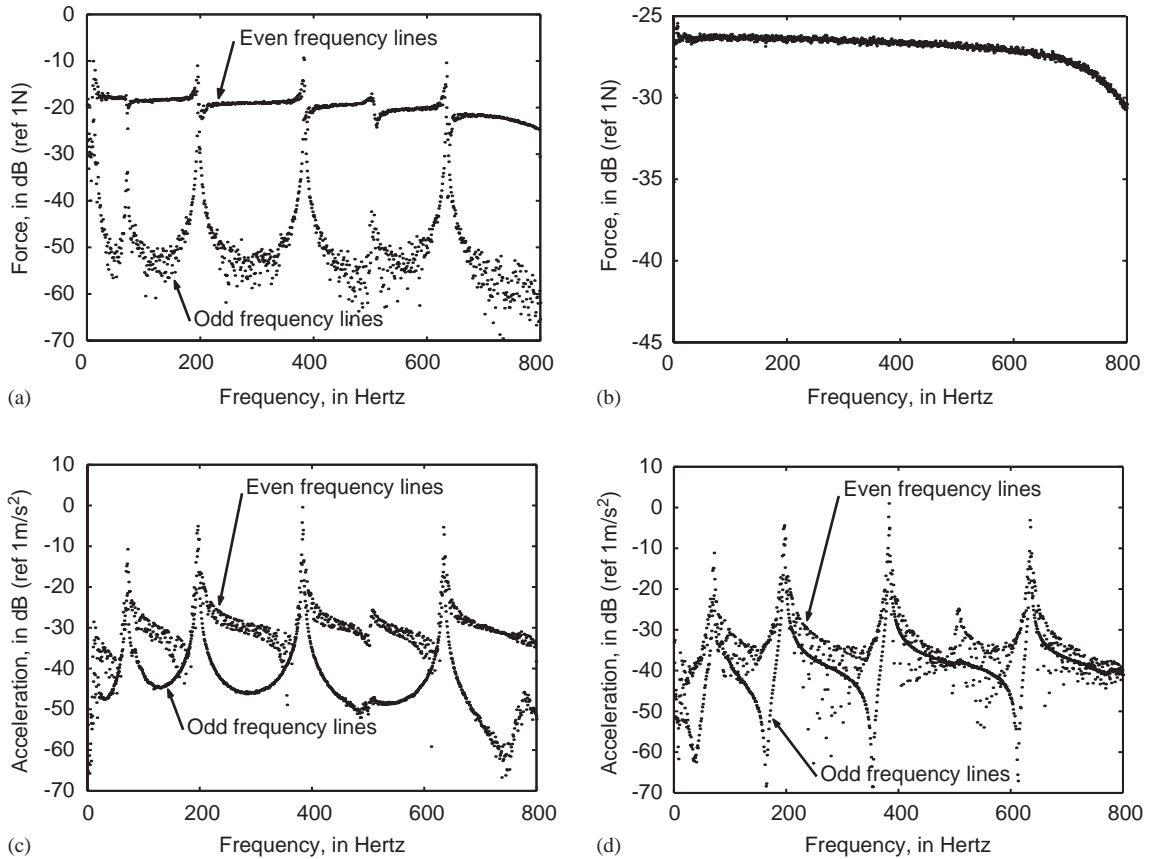 0
-10
-20
-30
-40
-50
-60
-70
0 200 400 600 800
Force, in dB (ref 1N)
Frequency, in Hertz
Even frequency lines
Odd frequency lines
(a)
-25
-30
-35
-40
-45
0 200 400 600 800
Force, in dB (ref 1N)
Frequency, in Hertz
(b)
10
0
-10
-20
-30
-40
-50
-60
-70
0 200 400 600 800
Acceleration, in dB (ref 1m/s²)
Frequency, in Hertz
Even frequency lines
Odd frequency lines
(c)
10
0
-10
-20
-30
-40
-50
-60
-70
0 200 400 600 800
Acceleration, in dB (ref 1m/s²)
Frequency, in Hertz
Even frequency lines
Odd frequency lines
(d)